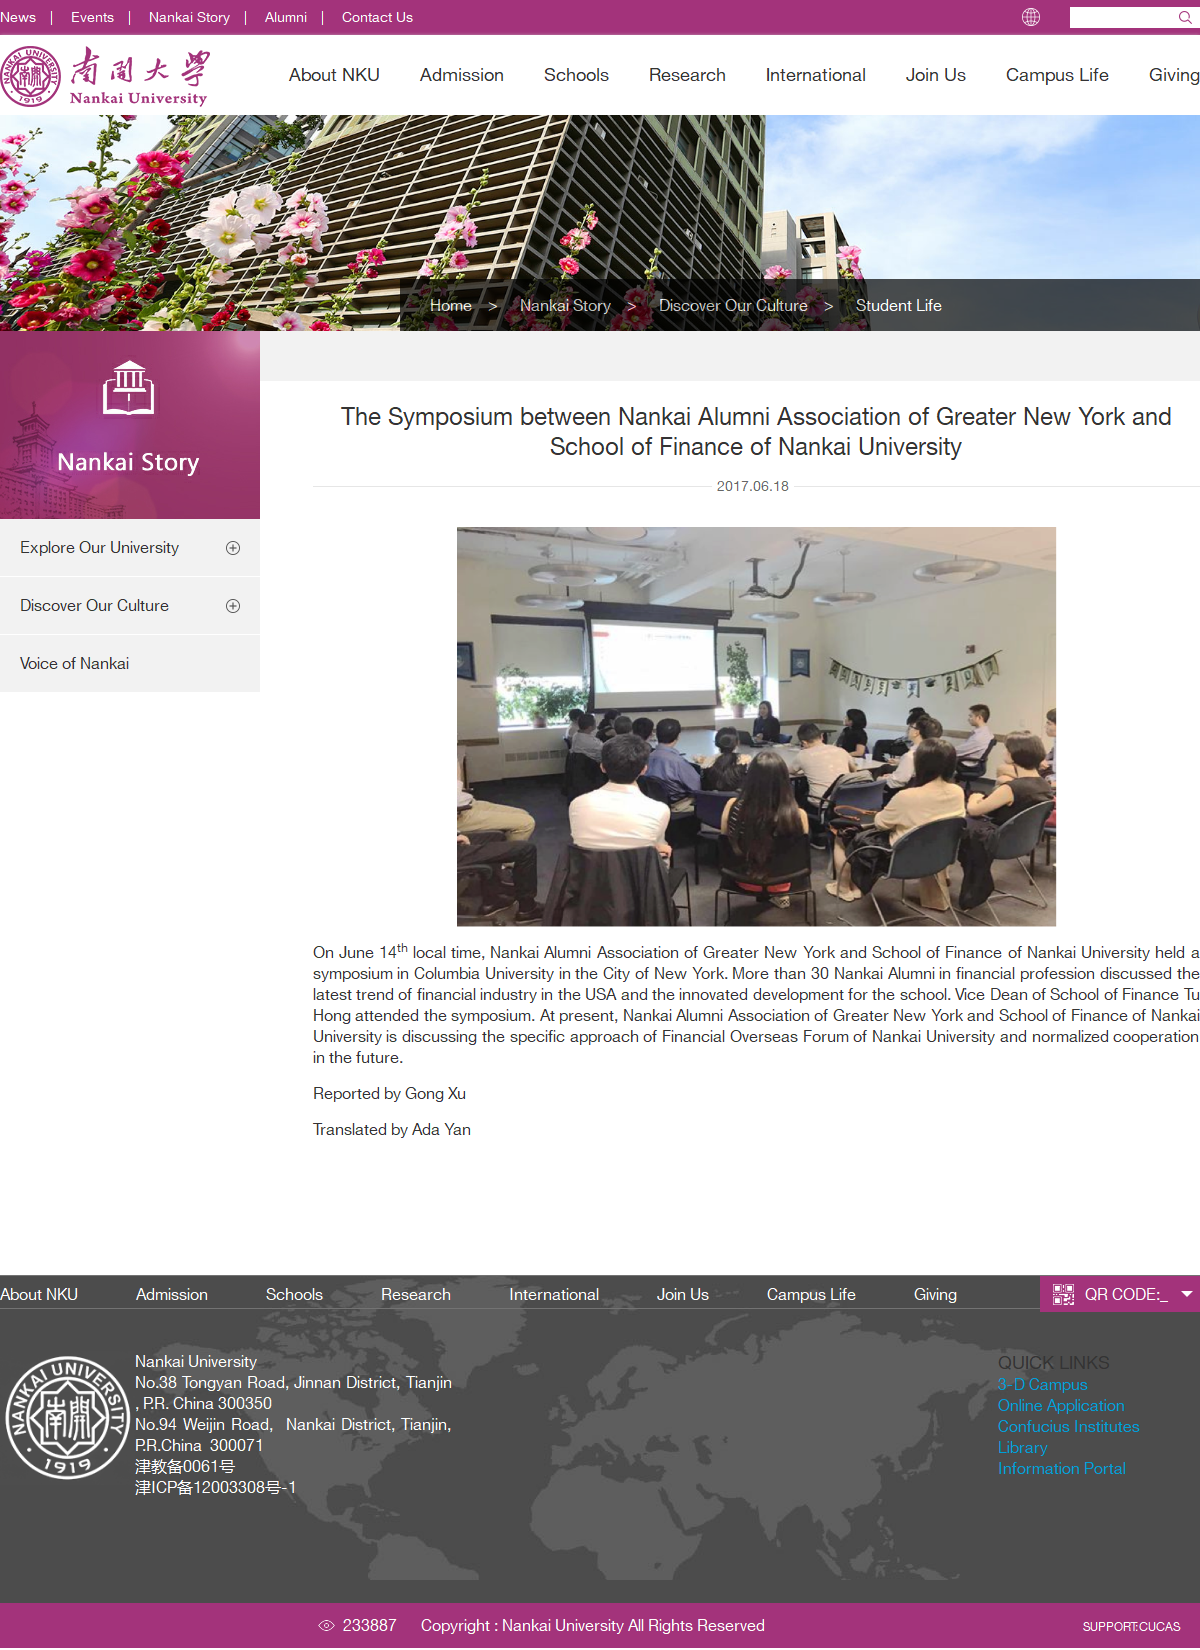 News | Events | Nankai Story | Alumni | Contact Us
NANKAI UNIVERSITY 南開 1919
南開大學
Nankai University
About NKU Admission Schools Research International Join Us Campus Life Giving
Home > Nankai Story > Discover Our Culture > Student Life
Nankai Story
Explore Our University
Discover Our Culture
Voice of Nankai
The Symposium between Nankai Alumni Association of Greater New York and
School of Finance of Nankai University
2017.06.18
On June 14th local time, Nankai Alumni Association of Greater New York and School of Finance of Nankai University held a
symposium in Columbia University in the City of New York. More than 30 Nankai Alumni in financial profession discussed the
latest trend of financial industry in the USA and the innovated development for the school. Vice Dean of School of Finance Tu
Hong attended the symposium. At present, Nankai Alumni Association of Greater New York and School of Finance of Nankai
University is discussing the specific approach of Financial Overseas Forum of Nankai University and normalized cooperation
in the future.
Reported by Gong Xu
Translated by Ada Yan
About NKU Admission Schools Research International Join Us Campus Life Giving
QR CODE:_
NANKAI UNIVERSITY 南開 1919
Nankai University
No.38 Tongyan Road, Jinnan District, Tianjin
, P.R. China 300350
No.94 Weijin Road, Nankai District, Tianjin,
P.R.China 300071
津教备0061号
津ICP备12003308号-1
QUICK LINKS
3-D Campus
Online Application
Confucius Institutes
Library
Information Portal
233887 Copyright : Nankai University All Rights Reserved
SUPPORT:CUCAS